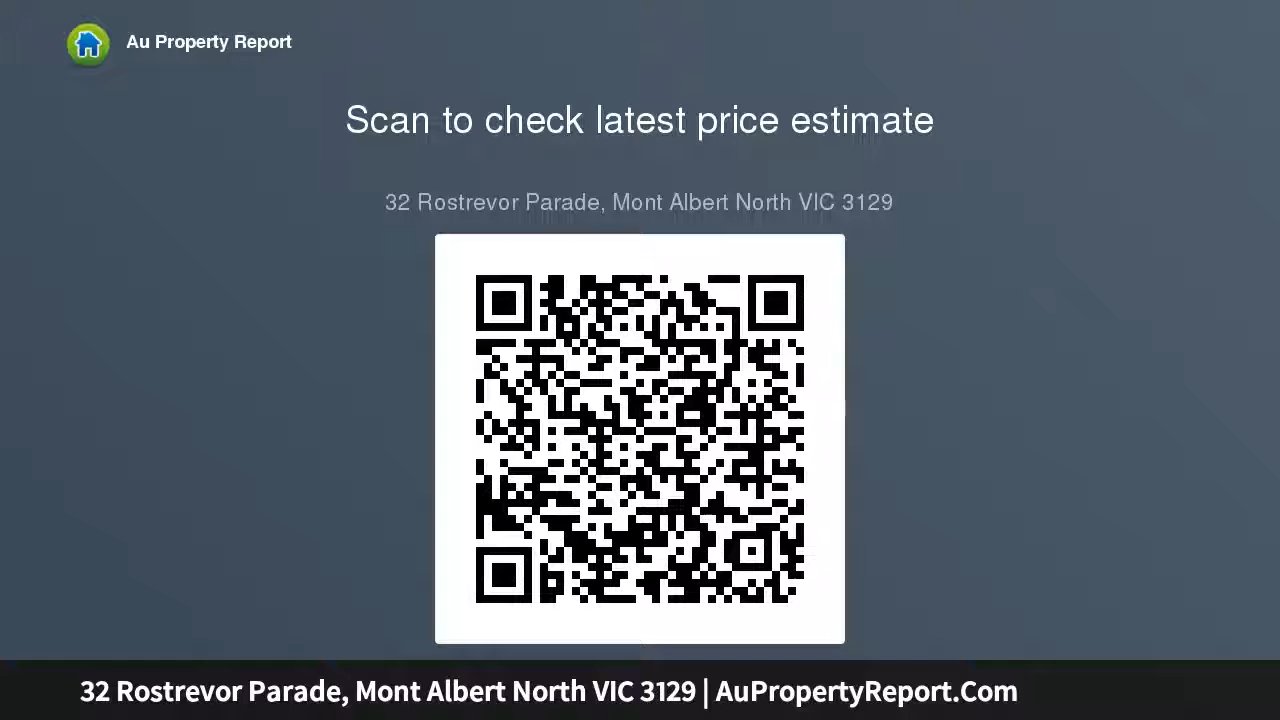 Au Property Report
Scan to check latest price estimate
32 Rostrevor Parade, Mont Albert North VIC 3129
32 Rostrevor Parade, Mont Albert North VIC 3129 | AuPropertyReport.Com